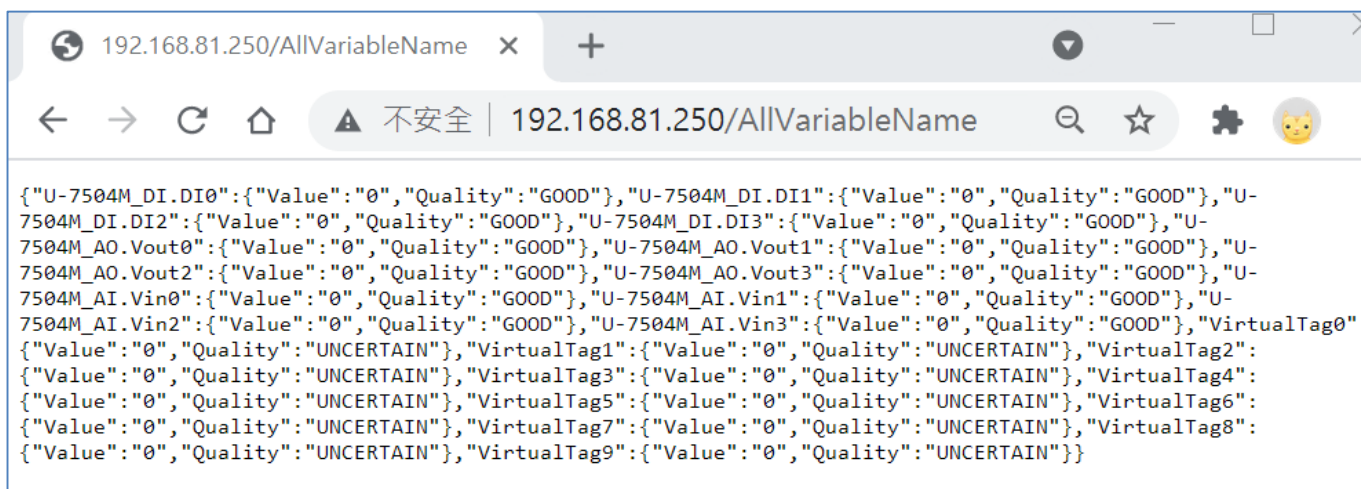 192.168.81.250/AllVariableName
不安全 192.168.81.250/AllVariableName
{"U-7504M_DI.DI0":{"Value":"0","Quality":"GOOD"},"U-7504M_DI.DI1":{"Value":"0","Quality":"GOOD"},"U-
7504M_DI.DI2":{"Value":"0","Quality":"GOOD"},"U-7504M_DI.DI3":{"Value":"0","Quality":"GOOD"},"U-
7504M_AO.Vout0":{"Value":"0","Quality":"GOOD"},"U-7504M_AO.Vout1":{"Value":"0","Quality":"GOOD"},"U-
7504M_AO.Vout2":{"Value":"0","Quality":"GOOD"},"U-7504M_AO.Vout3":{"Value":"0","Quality":"GOOD"},"U-
7504M_AI.Vin0":{"Value":"0","Quality":"GOOD"},"U-7504M_AI.Vin1":{"Value":"0","Quality":"GOOD"},"U-
7504M_AI.Vin2":{"Value":"0","Quality":"GOOD"},"U-7504M_AI.Vin3":{"Value":"0","Quality":"GOOD"},"VirtualTag0"
{"Value":"0","Quality":"UNCERTAIN"},"VirtualTag1":{"Value":"0","Quality":"UNCERTAIN"},"VirtualTag2":
{"Value":"0","Quality":"UNCERTAIN"},"VirtualTag3":{"Value":"0","Quality":"UNCERTAIN"},"VirtualTag4":
{"Value":"0","Quality":"UNCERTAIN"},"VirtualTag5":{"Value":"0","Quality":"UNCERTAIN"},"VirtualTag6":
{"Value":"0","Quality":"UNCERTAIN"},"VirtualTag7":{"Value":"0","Quality":"UNCERTAIN"},"VirtualTag8":
{"Value":"0","Quality":"UNCERTAIN"},"VirtualTag9":{"Value":"0","Quality":"UNCERTAIN"}}